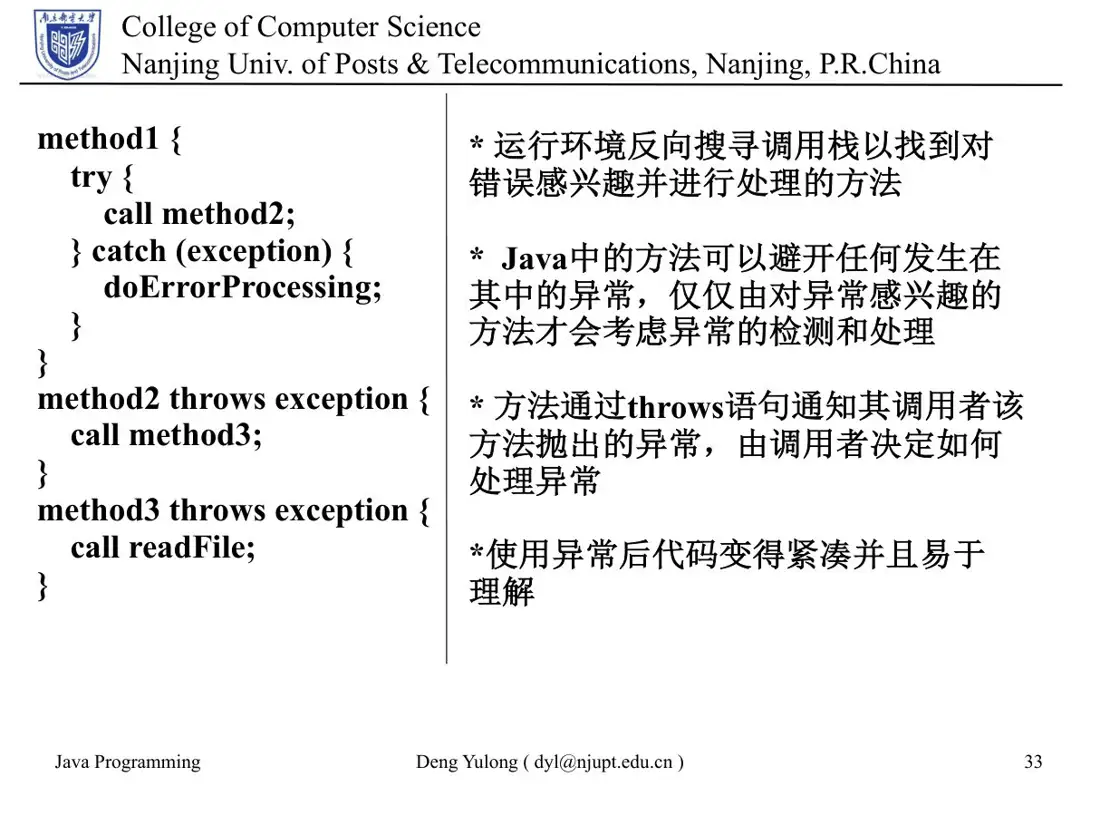 College of Computer Science
Nanjing Univ. of Posts & Telecommunications, Nanjing, P.R.China
method1 {
try {
call method2;
} catch (exception) {
doErrorProcessing;
}
}
method2 throws exception {
call method3;
}
method3 throws exception {
call readFile;
}
* 运行环境反向搜寻调用栈以找到对
错误感兴趣并进行处理的方法
* Java中的方法可以避开任何发生在
其中的异常，仅仅由对异常感兴趣的
方法才会考虑异常的检测和处理
* 方法通过throws语句通知其调用者该
方法抛出的异常，由调用者决定如何
处理异常
*使用异常后代码变得紧凑并且易于
理解
Java Programming
Deng Yulong ( dyl@njupt.edu.cn )
33